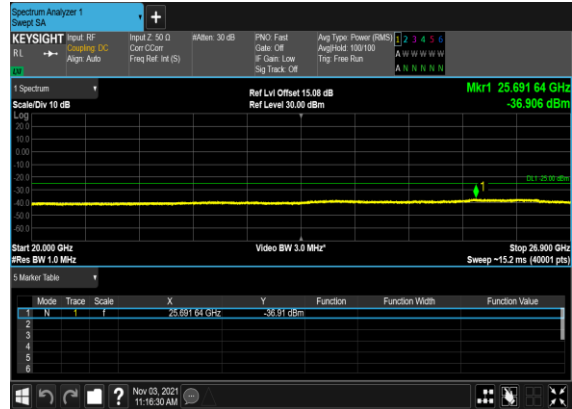 Spectrum Analyzer 1
Swept SA
+
KEYSIGHT Input: RF Input Z: 50 Ω #Atten: 30 dB PNO: Fast Avg Type: Power (RMS) 1 2 3 4 5 6
RL Coupling: DC Corr CCorr Gate: Off Avg|Hold: 100/100 A W W W W W
Align: Auto Freq Ref: Int (S) IF Gain: Low Trig: Free Run
Sig Track: Off A N N N N N
1 Spectrum Ref Lvl Offset 15.08 dB Mkr1 25.691 64 GHz
Scale/Div 10 dB Ref Level 30.00 dBm -36.906 dBm
Log
20.0
10.0
0.00
-10.0
-20.0 DL1 -25.00 dBm
-30.0 1
-40.0
-50.0
-60.0
Start 20.000 GHz Video BW 3.0 MHz* Stop 26.900 GHz
#Res BW 1.0 MHz Sweep ~15.2 ms (40001 pts)
5 Marker Table
Mode Trace Scale X Y Function Function Width Function Value
1 N 1 f 25.691 64 GHz -36.91 dBm
2
3
4
5
6
? Nov 03, 2021
11:16:30 AM